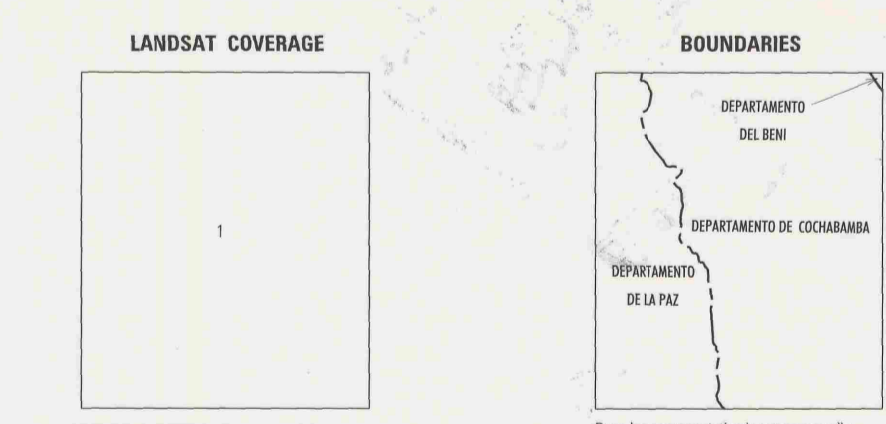 LANDSAT COVERAGE
1
BOUNDARIES
DEPARTAMENTO
DEL BENI
DEPARTAMENTO DE COCHABAMBA
DEPARTAMENTO
DE LA PAZ